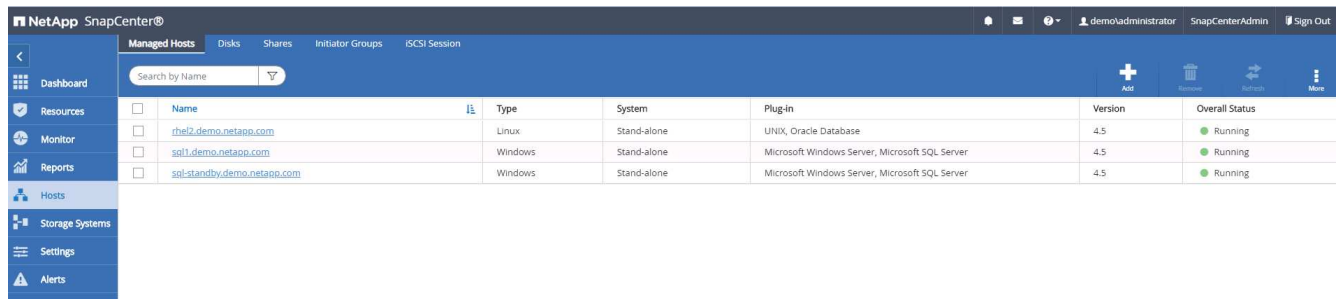 NetApp SnapCenter® demo\administrator SnapCenterAdmin Sign Out
Managed Hosts Disks Shares Initiator Groups iSCSI Session
Search by Name
Add Remove Refresh More
Dashboard
Resources
Monitor
Reports
Hosts
Storage Systems
Settings
Alerts
Name Type System Plug-in Version Overall Status
rhel2.demo.netapp.com Linux Stand-alone UNIX, Oracle Database 4.5 Running
sql1.demo.netapp.com Windows Stand-alone Microsoft Windows Server, Microsoft SQL Server 4.5 Running
sql-standby.demo.netapp.com Windows Stand-alone Microsoft Windows Server, Microsoft SQL Server 4.5 Running